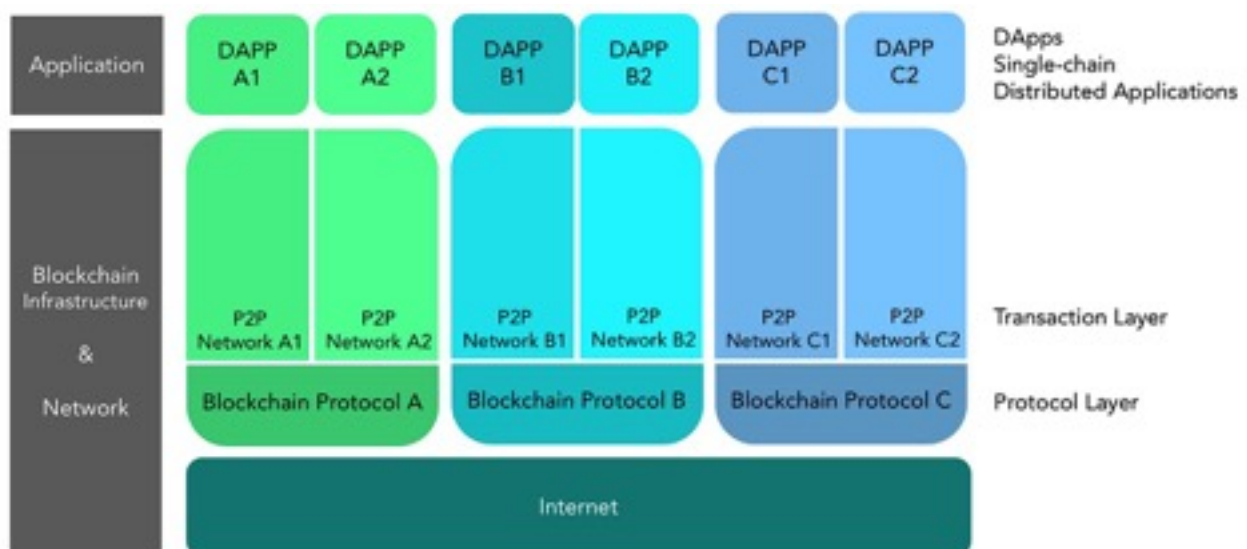 Application
DAPP
A1
DAPP
A2
DAPP
B1
DAPP
B2
DAPP
C1
DAPP
C2
DApps
Single-chain
Distributed Applications
Blockchain
Infrastructure
&
Network
P2P
Network A1
P2P
Network A2
P2P
Network B1
P2P
Network B2
P2P
Network C1
P2P
Network C2
Transaction Layer
Blockchain Protocol A
Blockchain Protocol B
Blockchain Protocol C
Protocol Layer
Internet